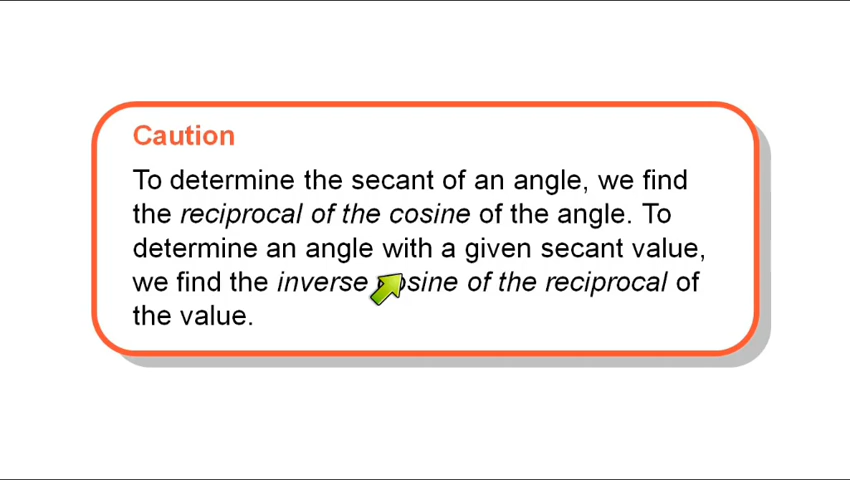 Caution
To determine the secant of an angle, we find
the reciprocal of the cosine of the angle. To
determine an angle with a given secant value,
we find the inverse cosine of the reciprocal of
the value.